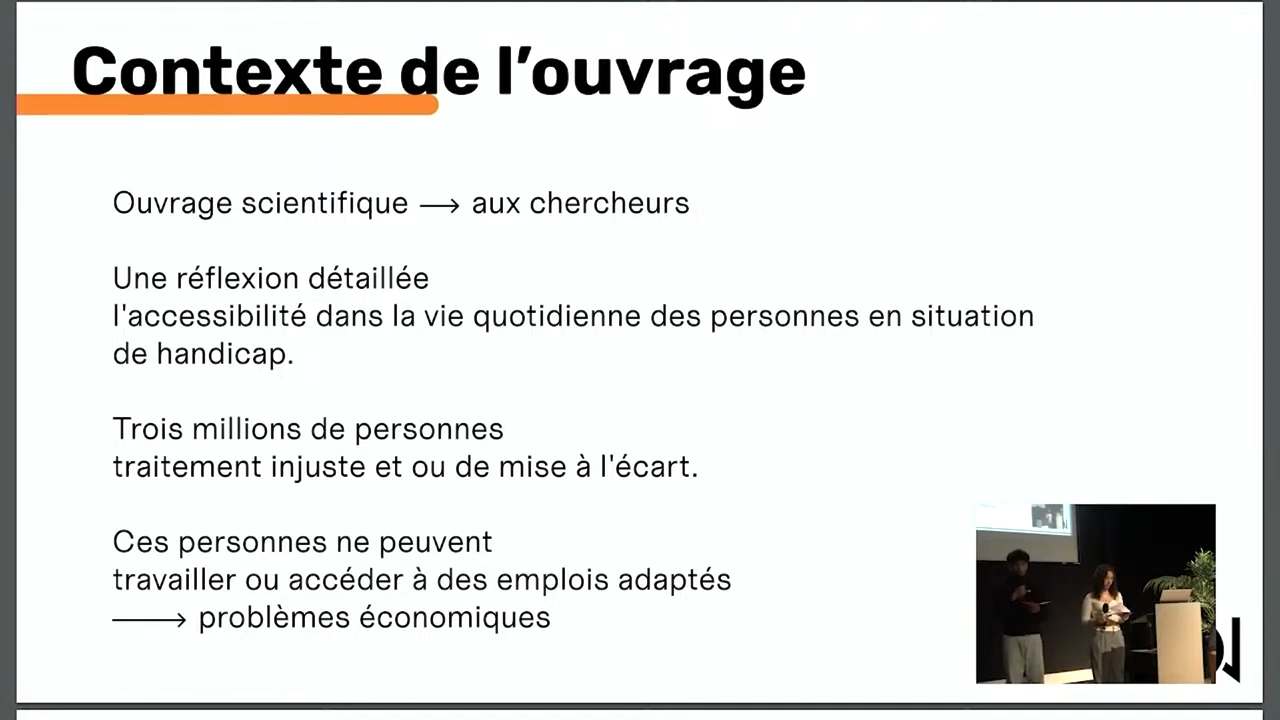 Contexte de l’ouvrage
Ouvrage scientifique ⟶ aux chercheurs
Une réflexion détaillée
l'accessibilité dans la vie quotidienne des personnes en situation
de handicap.
Trois millions de personnes
traitement injuste et ou de mise à l'écart.
Ces personnes ne peuvent
travailler ou accéder à des emplois adaptés
⟶ problèmes économiques